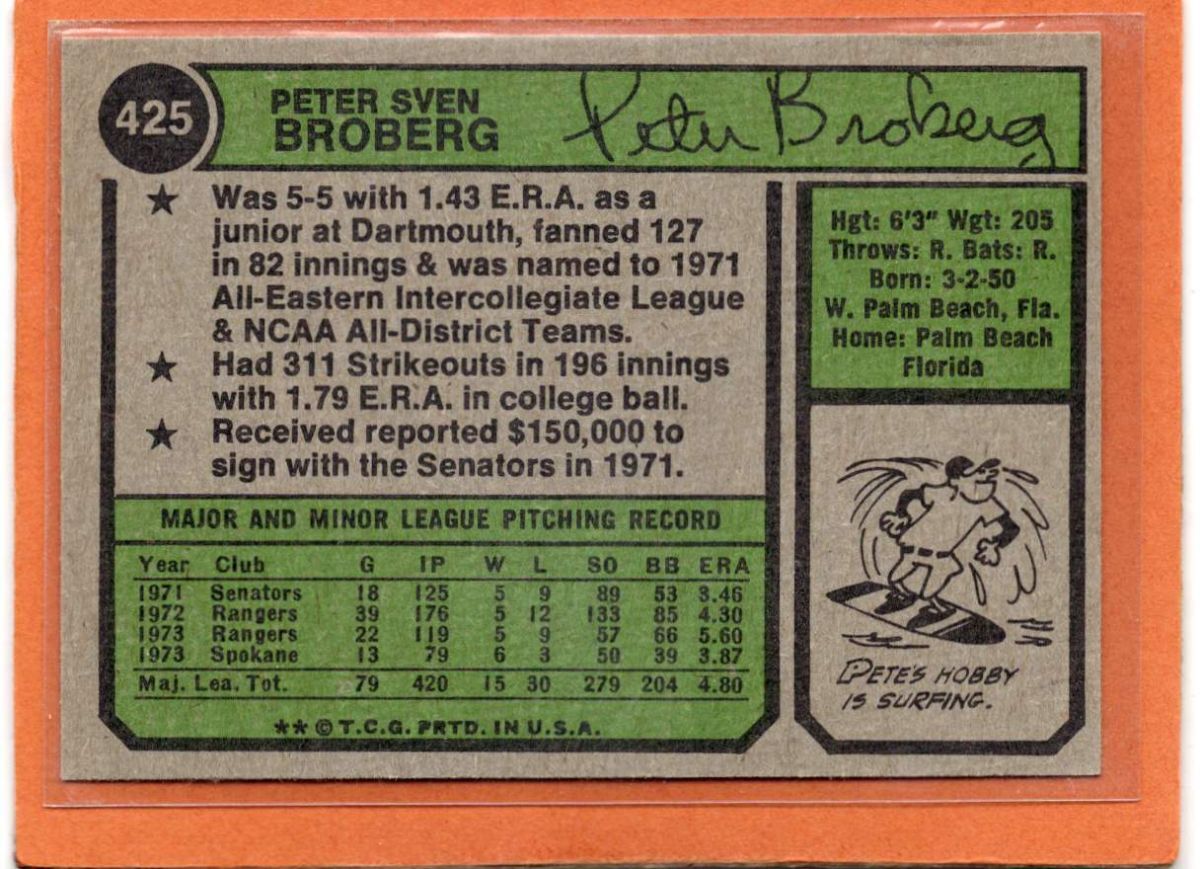 425
PETER SVEN
BROBERG
Peter Broberg
★ Was 5-5 with 1.43 E.R.A. as a
junior at Dartmouth, fanned 127
in 82 innings & was named to 1971
All-Eastern Intercollegiate League
& NCAA All-District Teams.
★ Had 311 Strikeouts in 196 innings
with 1.79 E.R.A. in college ball.
★ Received reported $150,000 to
sign with the Senators in 1971.
Hgt: 6'3" Wgt: 205
Throws: R. Bats: R.
Born: 3-2-50
W. Palm Beach, Fla.
Home: Palm Beach
Florida
MAJOR AND MINOR LEAGUE PITCHING RECORD
Year Club G IP W L SO BB ERA
1971 Senators 18 125 5 9 89 53 3.46
1972 Rangers 39 176 5 12 133 85 4.30
1973 Rangers 22 119 5 9 57 66 5.60
1973 Spokane 13 79 6 3 50 39 3.87
Maj. Lea. Tot. 79 420 15 30 279 204 4.80
** © T.C.G. PRTD. IN U.S.A.
PETE'S HOBBY
IS SURFING.